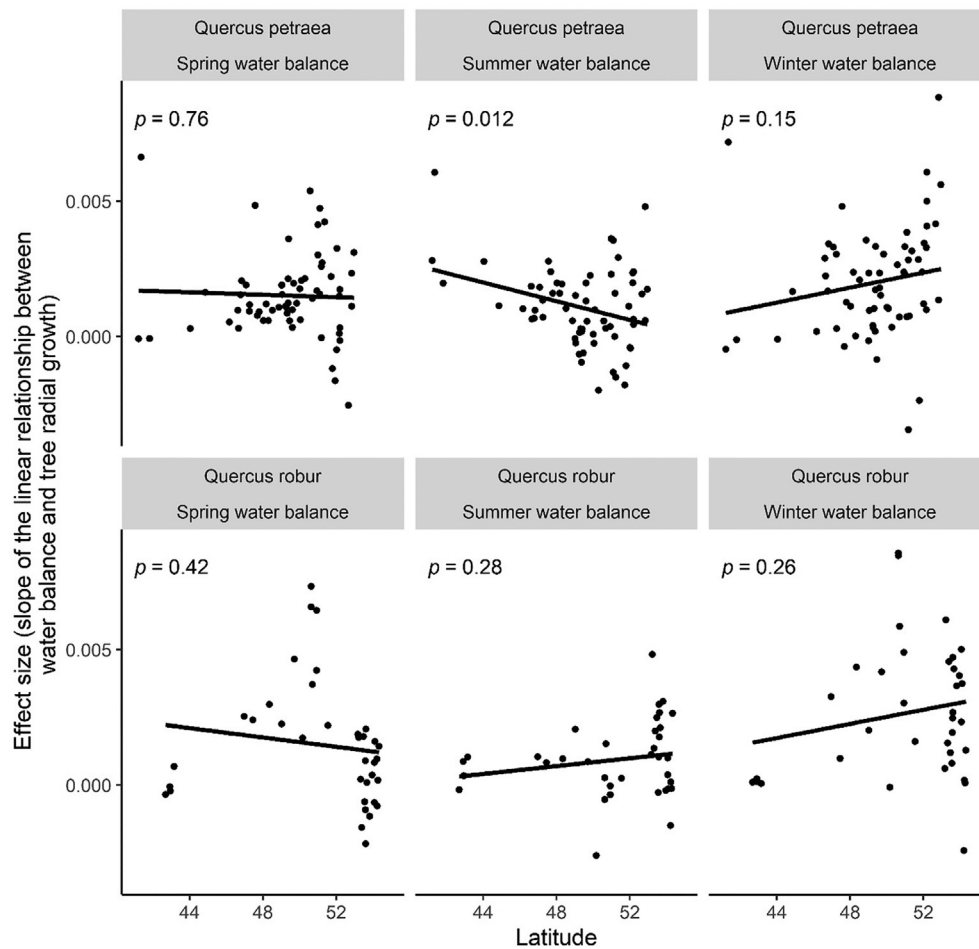 Quercus petraea
Spring water balance
Quercus petraea
Summer water balance
Quercus petraea
Winter water balance
p = 0.76
p = 0.012
p = 0.15
0.005
0.000
Quercus robur
Spring water balance
Quercus robur
Summer water balance
Quercus robur
Winter water balance
p = 0.42
p = 0.28
p = 0.26
0.005
0.000
44
48
52
44
48
52
44
48
52
Latitude
Effect size (slope of the linear relationship between
water balance and tree radial growth)